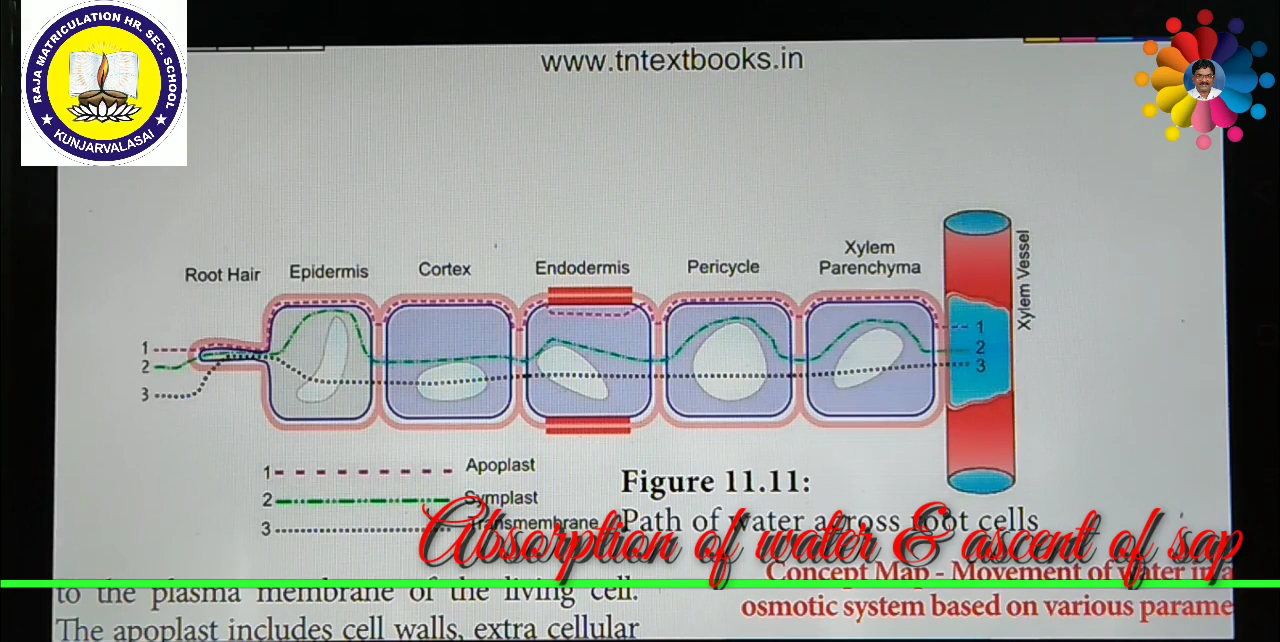 RAJA MATRICULATION HR. SEC. SCHOOL
KUNJARVALASAI
www.tntextbooks.in
Root Hair
Epidermis
Cortex
Endodermis
Pericycle
Xylem
Parenchyma
Xylem Vessel
1
2
3
1
2
3
1 Apoplast
2 Symplast
3 Transmembrane
Figure 11.11:
Path of water across root cells
Absorption of water & ascent of sap
to the plasma membrane of the living cell.
The apoplast includes cell walls, extra cellular
Concept Map - Movement of water in a
osmotic system based on various parame